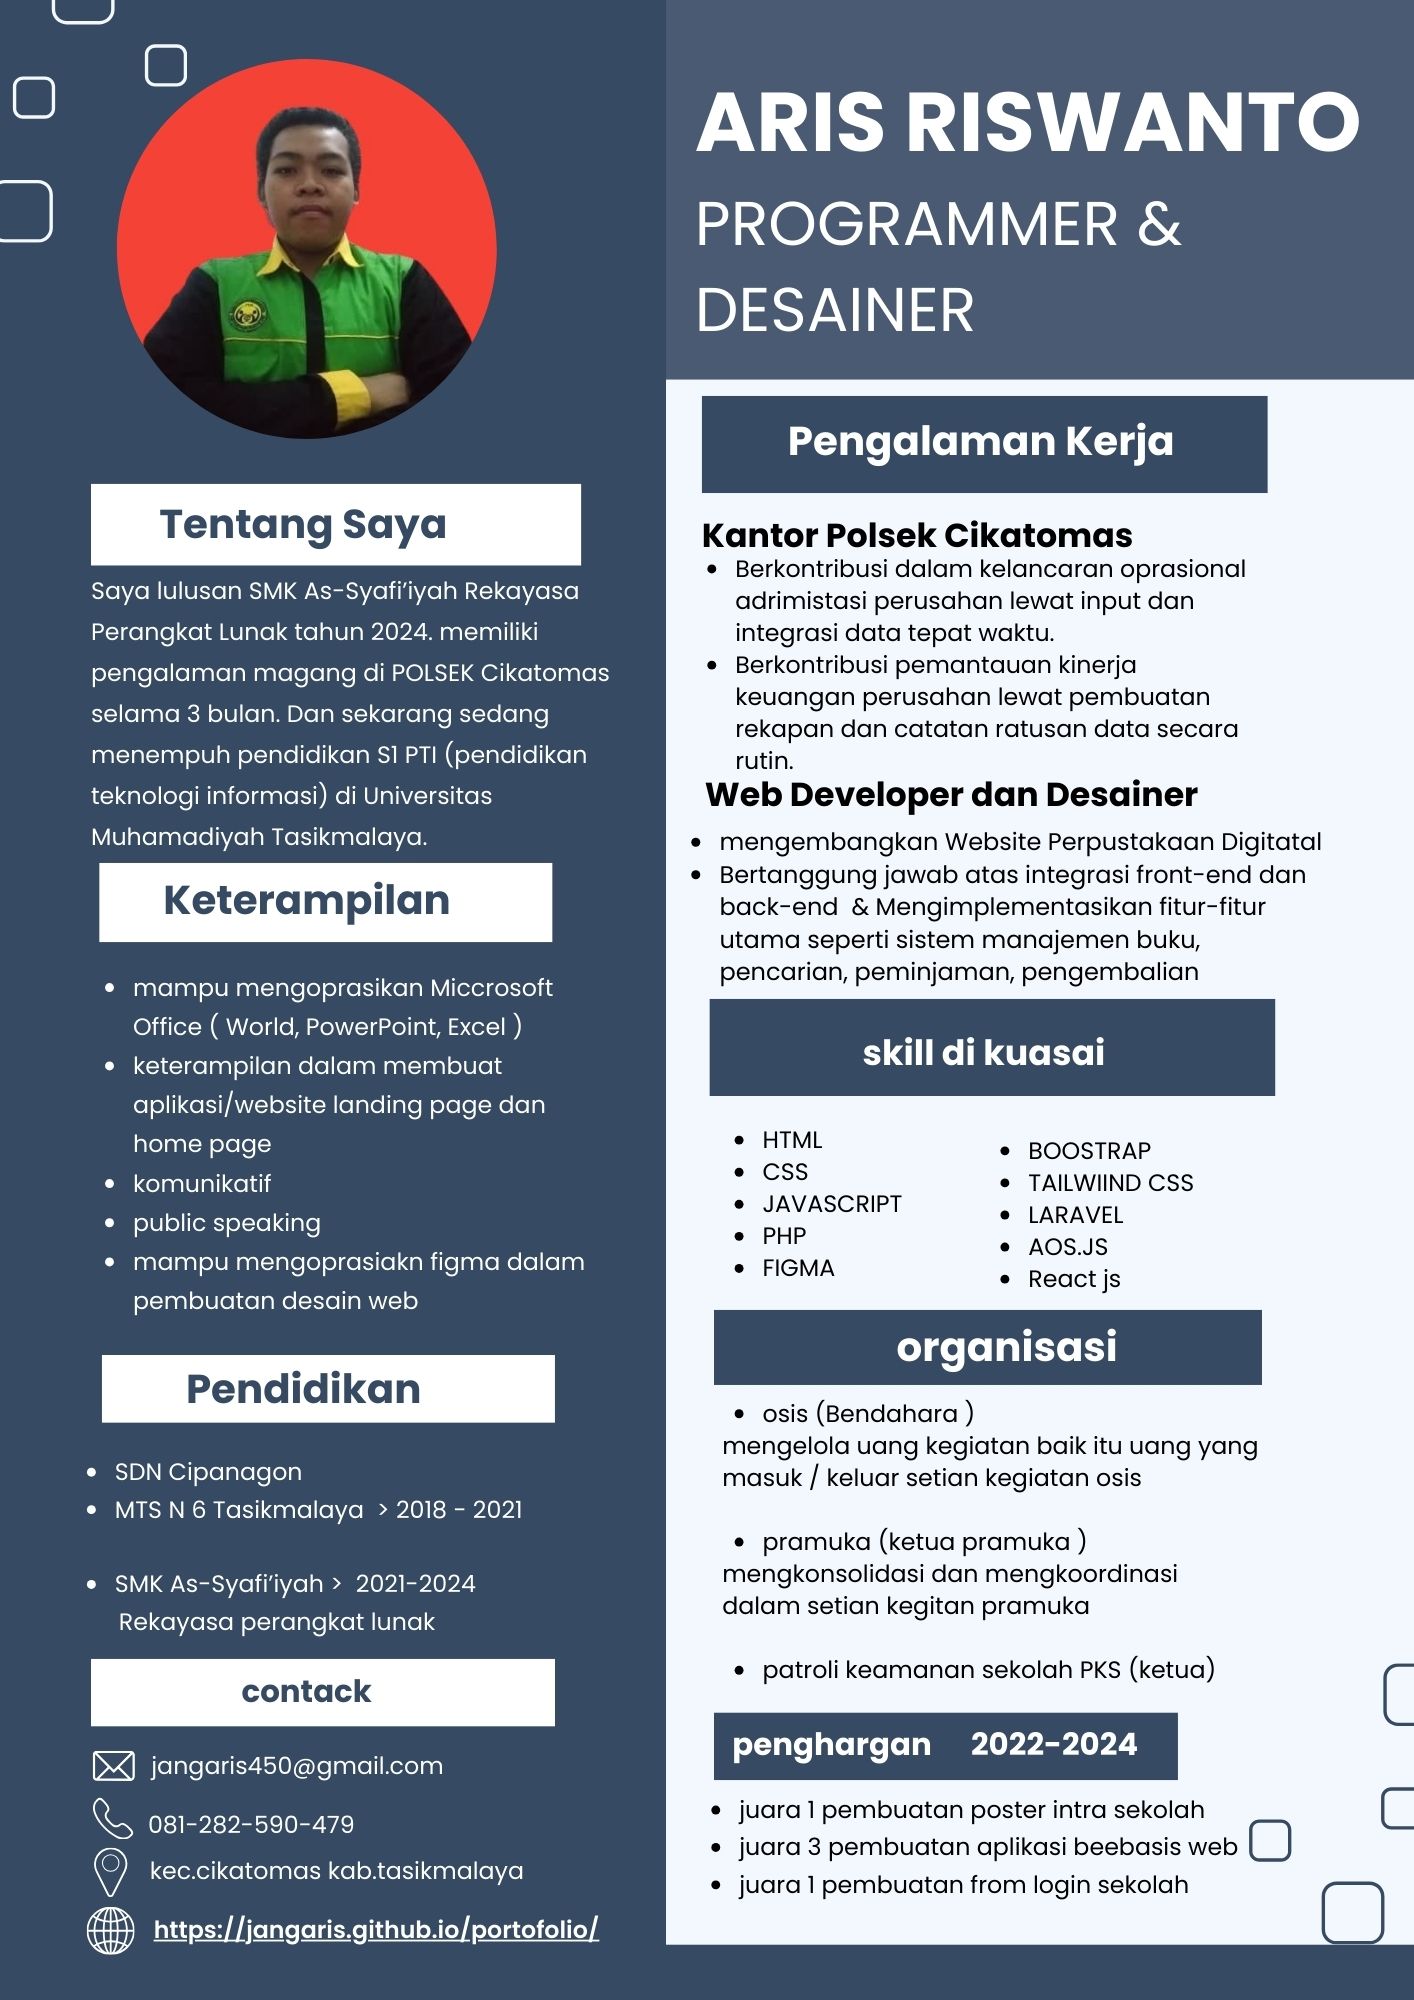 ARIS RISWANTO
PROGRAMMER &
DESAINER
Tentang Saya
Saya lulusan SMK As-Syafi’iyah Rekayasa
Perangkat Lunak tahun 2024. memiliki
pengalaman magang di POLSEK Cikatomas
selama 3 bulan. Dan sekarang sedang
menempuh pendidikan S1 PTI (pendidikan
teknologi informasi) di Universitas
Muhamadiyah Tasikmalaya.
Keterampilan
• mampu mengoprasikan Miccrosoft
Office ( World, PowerPoint, Excel )
• keterampilan dalam membuat
aplikasi/website landing page dan
home page
• komunikatif
• public speaking
• mampu mengoprasiakn figma dalam
pembuatan desain web
Pendidikan
• SDN Cipanagon
• MTS N 6 Tasikmalaya > 2018 - 2021
• SMK As-Syafi’iyah > 2021-2024
Rekayasa perangkat lunak
contack
jangaris450@gmail.com
081-282-590-479
kec.cikatomas kab.tasikmalaya
https://jangaris.github.io/portofolio/
Pengalaman Kerja
Kantor Polsek Cikatomas
• Berkontribusi dalam kelancaran oprasional
adrimistasi perusahan lewat input dan
integrasi data tepat waktu.
• Berkontribusi pemantauan kinerja
keuangan perusahan lewat pembuatan
rekapan dan catatan ratusan data secara
rutin.
Web Developer dan Desainer
• mengembangkan Website Perpustakaan Digitatal
• Bertanggung jawab atas integrasi front-end dan
back-end & Mengimplementasikan fitur-fitur
utama seperti sistem manajemen buku,
pencarian, peminjaman, pengembalian
skill di kuasai
• HTML
• CSS
• JAVASCRIPT
• PHP
• FIGMA
• BOOSTRAP
• TAILWIIND CSS
• LARAVEL
• AOS.JS
• React js
organisasi
• osis (Bendahara )
mengelola uang kegiatan baik itu uang yang
masuk / keluar setian kegiatan osis
• pramuka (ketua pramuka )
mengkonsolidasi dan mengkoordinasi
dalam setian kegitan pramuka
• patroli keamanan sekolah PKS (ketua)
penghargan 2022-2024
• juara 1 pembuatan poster intra sekolah
• juara 3 pembuatan aplikasi beebasis web
• juara 1 pembuatan from login sekolah